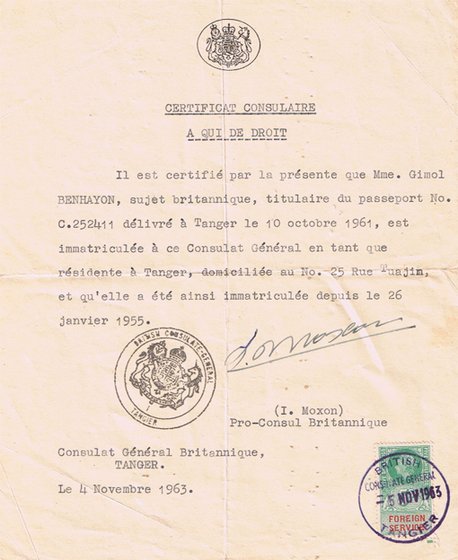 CERTIFICAT CONSULAIRE
A QUI DE DROIT
Il est certifié par la présente que Mme. Gimol
BENHAYON, sujet britannique, titulaire du passeport No.
C.252411 délivré à Tanger le 10 octobre 1961, est
immatriculée à ce Consulat Général en tant que
résidente à Tanger, domiciliée au No. 25 Rue Tuajin,
et qu'elle a été ainsi immatriculée depuis le 26
janvier 1955.
BRITISH CONSULATE-GENERAL
TANGIER
I. Moxon
(I. Moxon)
Pro-Consul Britannique
Consulat Général Britannique,
TANGER.
Le 4 Novembre 1963.
BRITISH
CONSULATE GENERAL
-5 NOV 1963
FOREIGN
SERVICE
TANGIER